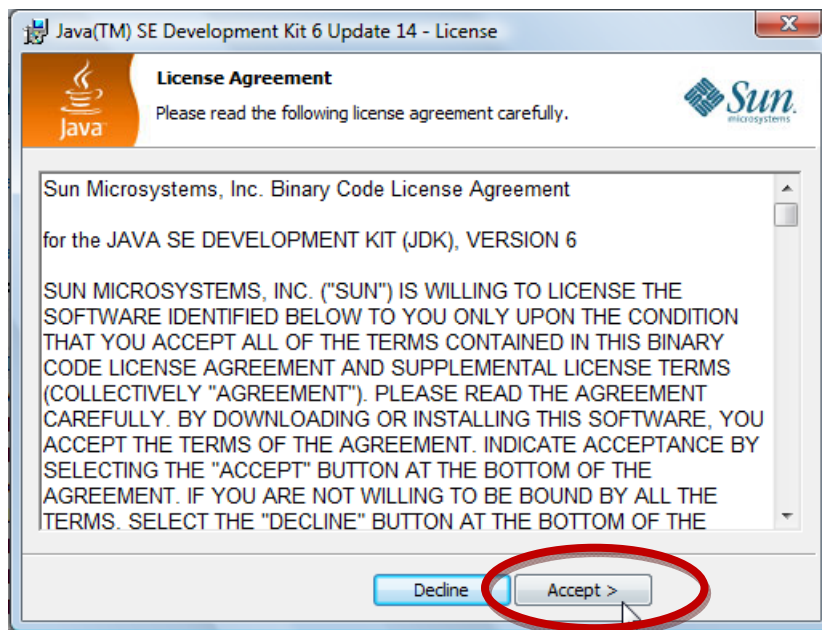 Java(TM) SE Development Kit 6 Update 14 - License
License Agreement
Please read the following license agreement carefully.
Java
Sun
microsystems
Sun Microsystems, Inc. Binary Code License Agreement
for the JAVA SE DEVELOPMENT KIT (JDK), VERSION 6
SUN MICROSYSTEMS, INC. ("SUN") IS WILLING TO LICENSE THE
SOFTWARE IDENTIFIED BELOW TO YOU ONLY UPON THE CONDITION
THAT YOU ACCEPT ALL OF THE TERMS CONTAINED IN THIS BINARY
CODE LICENSE AGREEMENT AND SUPPLEMENTAL LICENSE TERMS
(COLLECTIVELY "AGREEMENT"). PLEASE READ THE AGREEMENT
CAREFULLY. BY DOWNLOADING OR INSTALLING THIS SOFTWARE, YOU
ACCEPT THE TERMS OF THE AGREEMENT. INDICATE ACCEPTANCE BY
SELECTING THE "ACCEPT" BUTTON AT THE BOTTOM OF THE
AGREEMENT. IF YOU ARE NOT WILLING TO BE BOUND BY ALL THE
TERMS, SELECT THE "DECLINE" BUTTON AT THE BOTTOM OF THE
Decline
Accept >